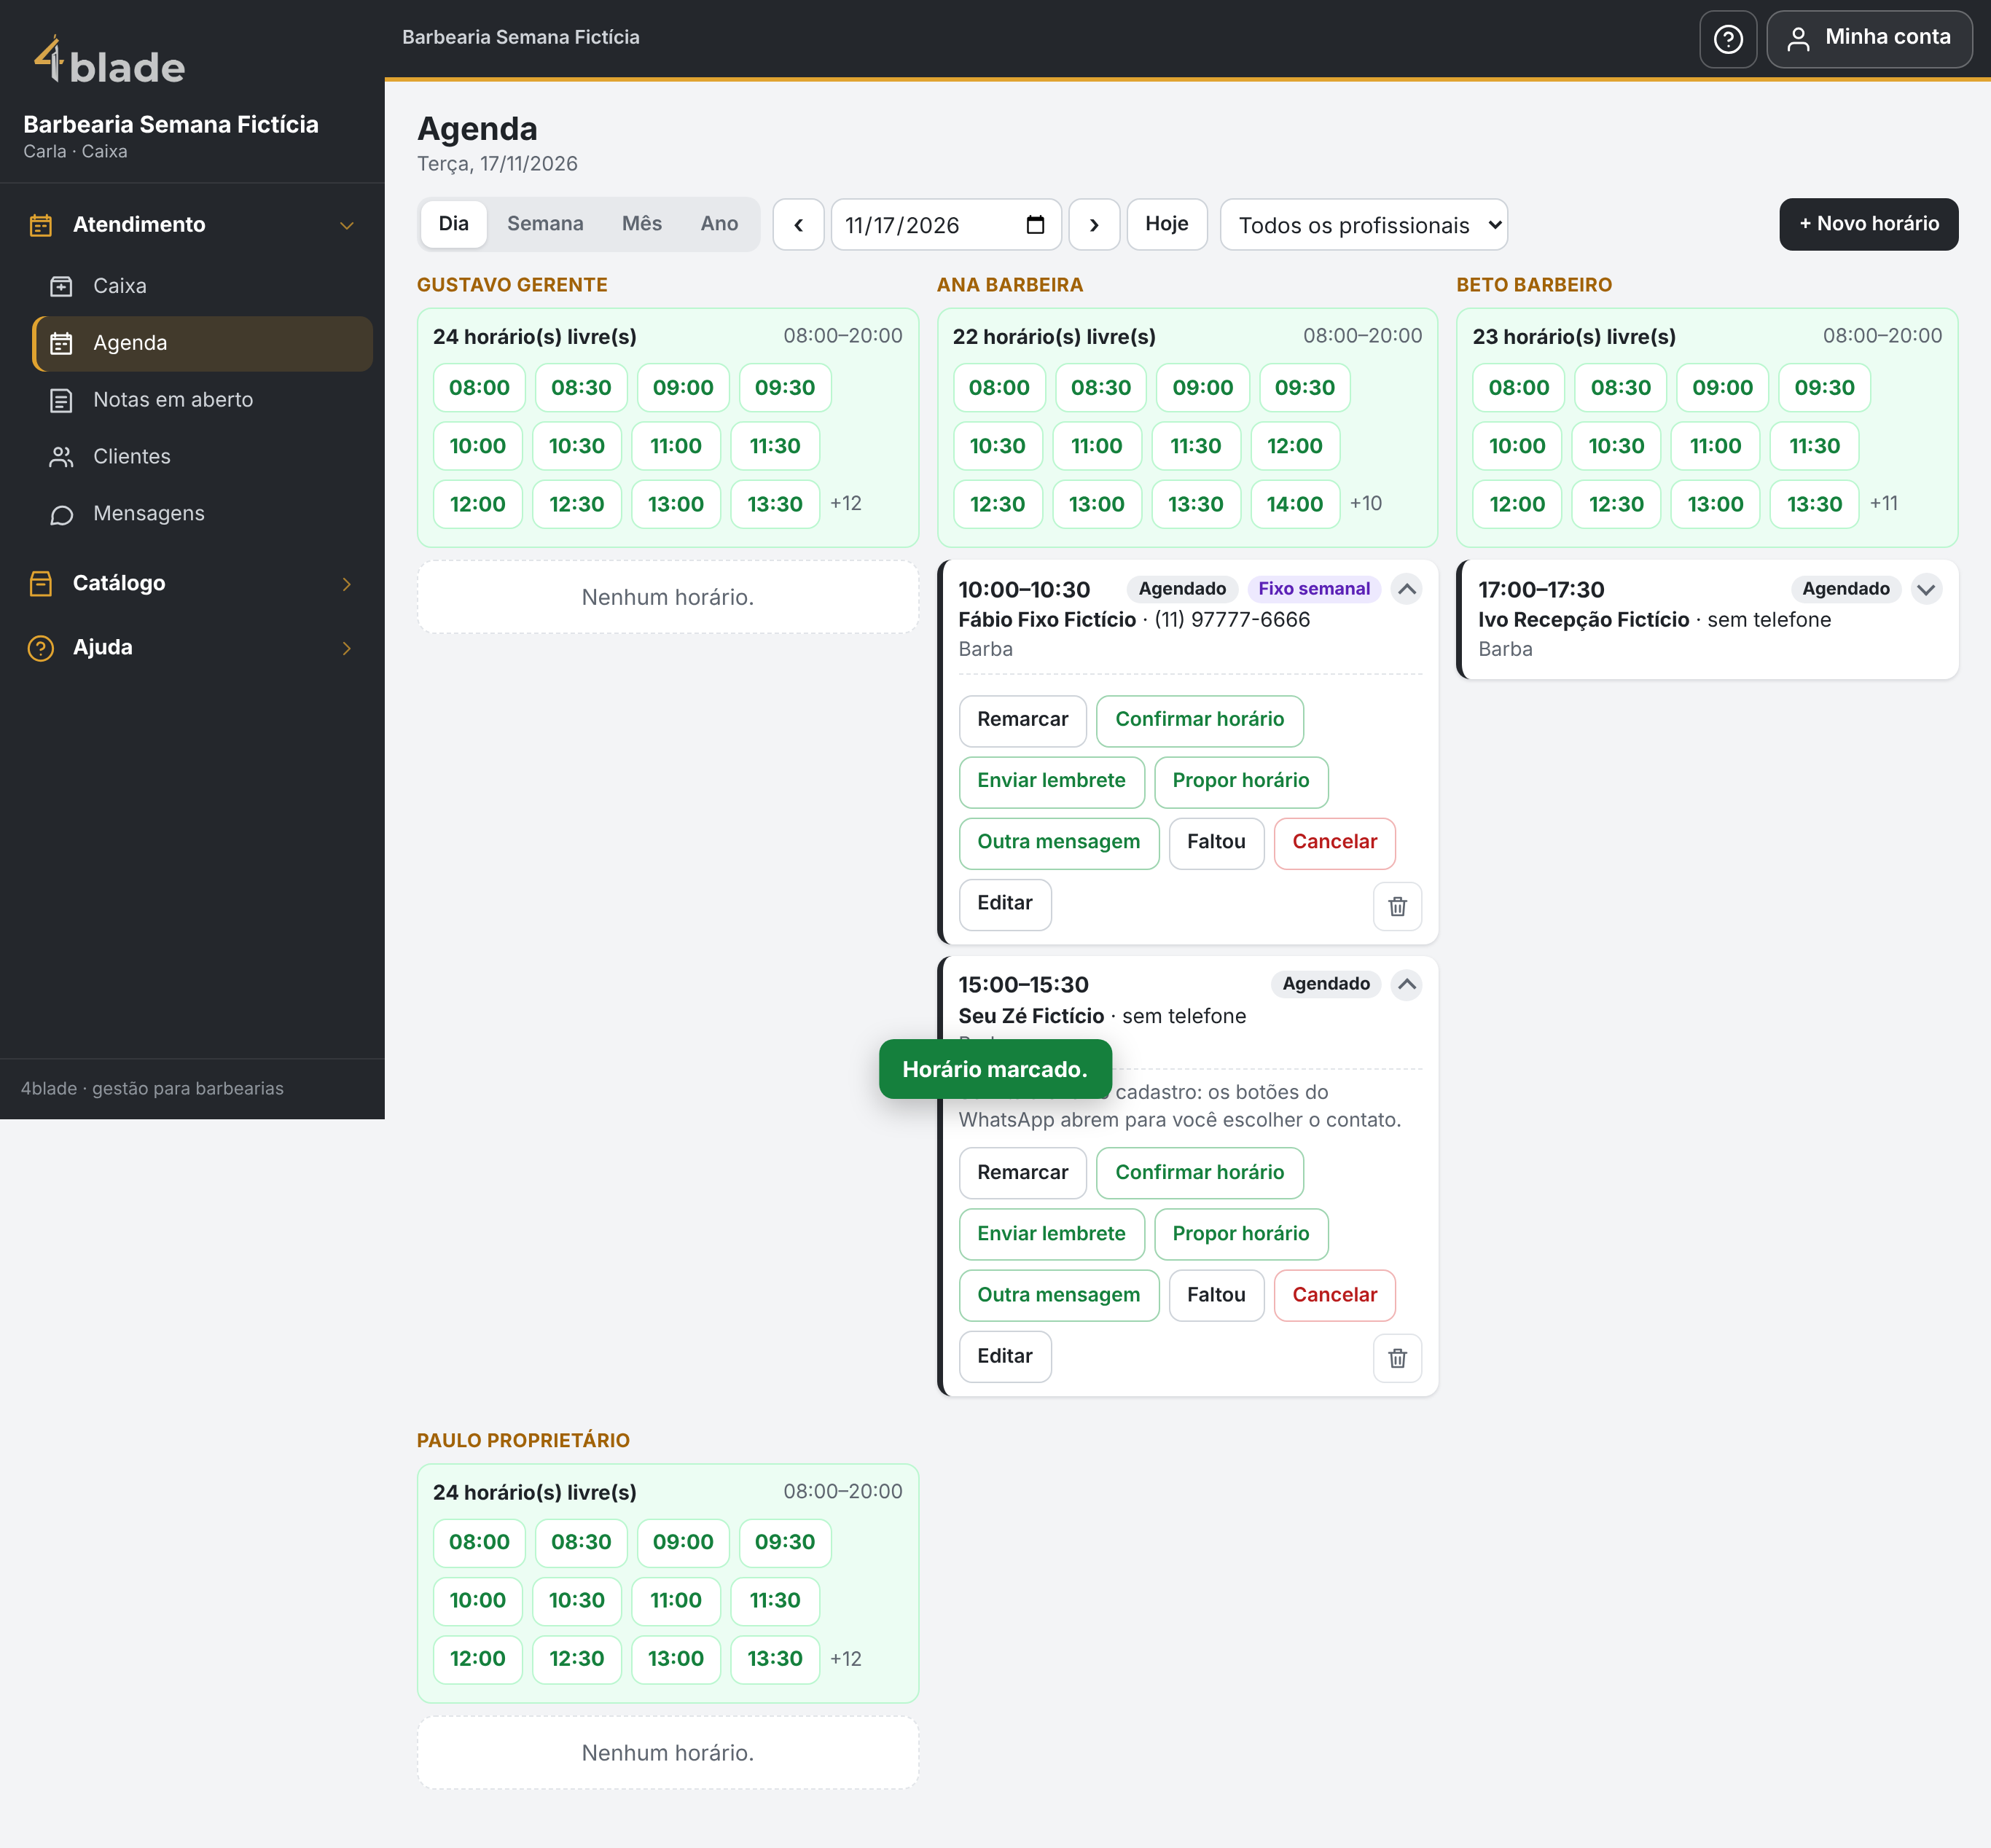 4blade
Barbearia Semana Fictícia
Carla · Caixa
Atendimento
Caixa
Agenda
Notas em aberto
Clientes
Mensagens
Catálogo
Ajuda
4blade · gestão para barbearias
Barbearia Semana Fictícia
Minha conta
Agenda
Terça, 17/11/2026
Dia Semana Mês Ano 11/17/2026 Hoje Todos os profissionais + Novo horário
GUSTAVO GERENTE
24 horário(s) livre(s) 08:00–20:00
08:00 08:30 09:00 09:30
10:00 10:30 11:00 11:30
12:00 12:30 13:00 13:30 +12
Nenhum horário.
ANA BARBEIRA
22 horário(s) livre(s) 08:00–20:00
08:00 08:30 09:00 09:30
10:30 11:00 11:30 12:00
12:30 13:00 13:30 14:00 +10
10:00–10:30 Agendado Fixo semanal
Fábio Fixo Fictício · (11) 97777-6666
Barba
Remarcar Confirmar horário
Enviar lembrete Propor horário
Outra mensagem Faltou Cancelar
Editar
15:00–15:30 Agendado
Seu Zé Fictício · sem telefone
Horário marcado.
cadastro: os botões do
WhatsApp abrem para você escolher o contato.
Remarcar Confirmar horário
Enviar lembrete Propor horário
Outra mensagem Faltou Cancelar
Editar
BETO BARBEIRO
23 horário(s) livre(s) 08:00–20:00
08:00 08:30 09:00 09:30
10:00 10:30 11:00 11:30
12:00 12:30 13:00 13:30 +11
17:00–17:30 Agendado
Ivo Recepção Fictício · sem telefone
Barba
PAULO PROPRIETÁRIO
24 horário(s) livre(s) 08:00–20:00
08:00 08:30 09:00 09:30
10:00 10:30 11:00 11:30
12:00 12:30 13:00 13:30 +12
Nenhum horário.